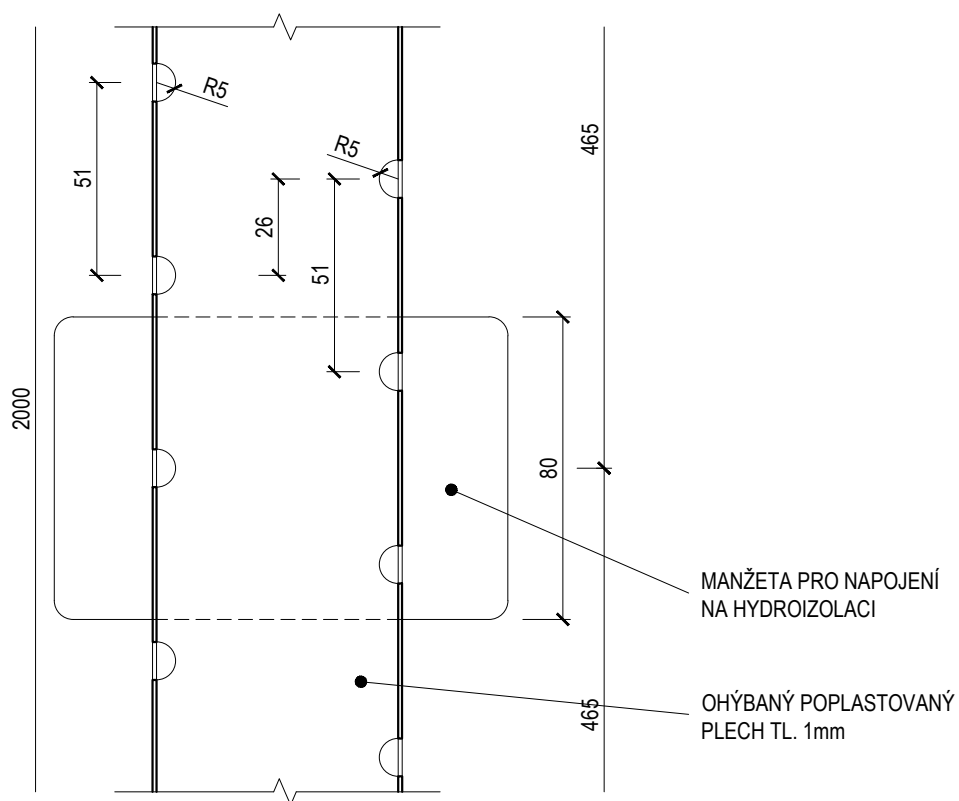 R5
465
R5
51
26
51
2000
80
MANŽETA PRO NAPOJENÍ
NA HYDROIZOLACI
OHÝBANÝ POPLASTOVANÝ
PLECH TL. 1mm
465